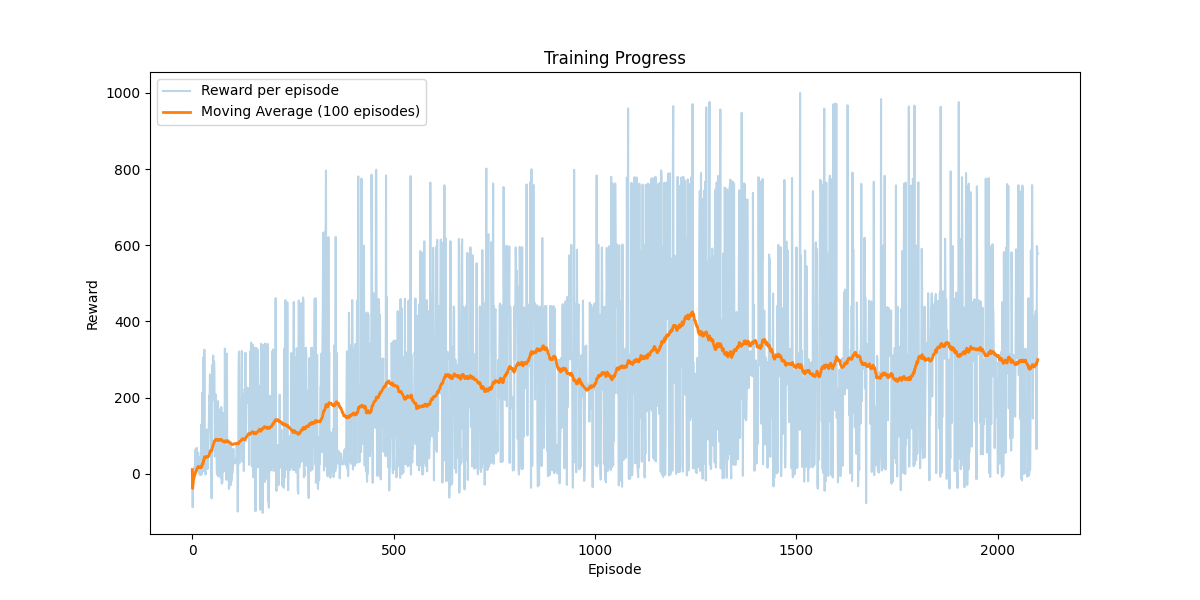 Training Progress
Reward per episode
Moving Average (100 episodes)
1000
800
600
400
200
0
Reward
0 500 1000 1500 2000
Episode